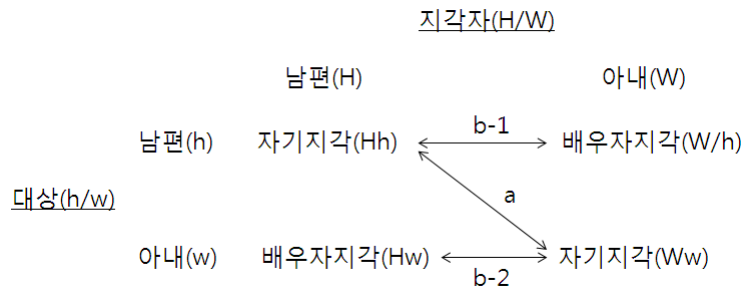 지각자(H/W)
남편(H) 아내(W)
남편(h) 자기지각(Hh) b-1 배우자지각(W/h)
대상(h/w) a
아내(w) 배우자지각(Hw) b-2 자기지각(Ww)